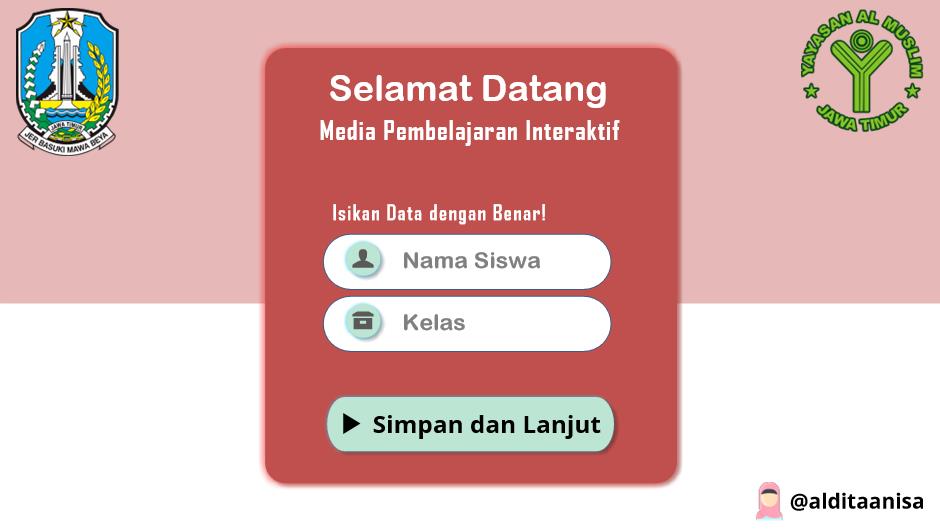 JAWA TIMUR
JER BASUKI MAWA BEYA
YAYASAN AL MUSLIM
JAWA TIMUR
Selamat Datang
Media Pembelajaran Interaktif
Isikan Data dengan Benar!
Nama Siswa
Kelas
Simpan dan Lanjut
@alditaanisa